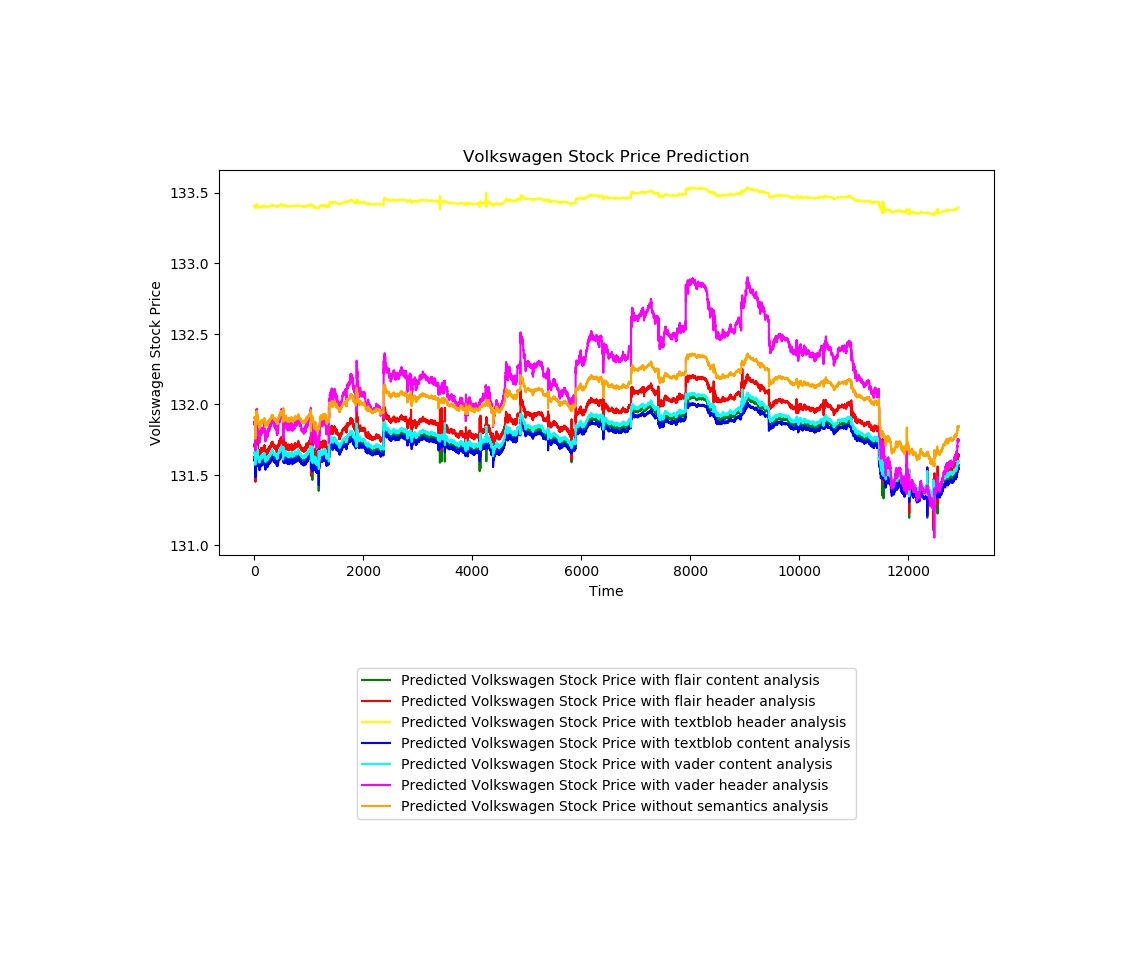 Volkswagen Stock Price Prediction
133.5
133.0
132.5
132.0
131.5
131.0
Volkswagen Stock Price
0 2000 4000 6000 8000 10000 12000
Time
Predicted Volkswagen Stock Price with flair content analysis
Predicted Volkswagen Stock Price with flair header analysis
Predicted Volkswagen Stock Price with textblob header analysis
Predicted Volkswagen Stock Price with textblob content analysis
Predicted Volkswagen Stock Price with vader content analysis
Predicted Volkswagen Stock Price with vader header analysis
Predicted Volkswagen Stock Price without semantics analysis